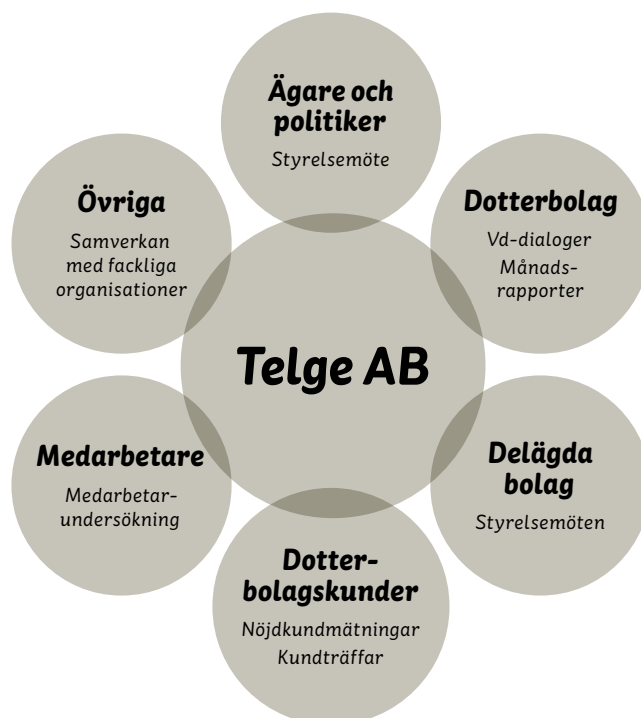 Ägare och
politiker
Styrelsemöte
Övriga
Samverkan
med fackliga
organisationer
Dotterbolag
Vd-dialoger
Månads-
rapporter
Telge AB
Medarbetare
Medarbetar-
undersökning
Delägda
bolag
Styrelsemöten
Dotter-
bolagskunder
Nöjdkundmätningar
Kundträffar